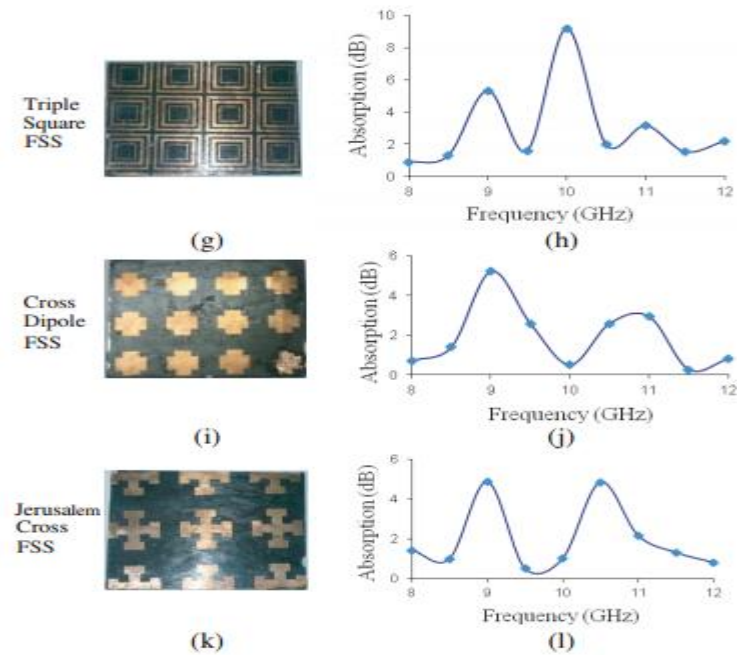 Triple
Square
FSS
Absorption (dB)
10
8
6
4
2
0
8 9 10 11 12
Frequency (GHz)
(g)
(h)
Cross
Dipole
FSS
Absorption (dB)
6
4
2
0
8 9 10 11 12
Frequency (GHz)
(i)
(j)
Jerusalem
Cross
FSS
Absorption (dB)
6
4
2
0
8 9 10 11 12
Frequency (GHz)
(k)
(l)